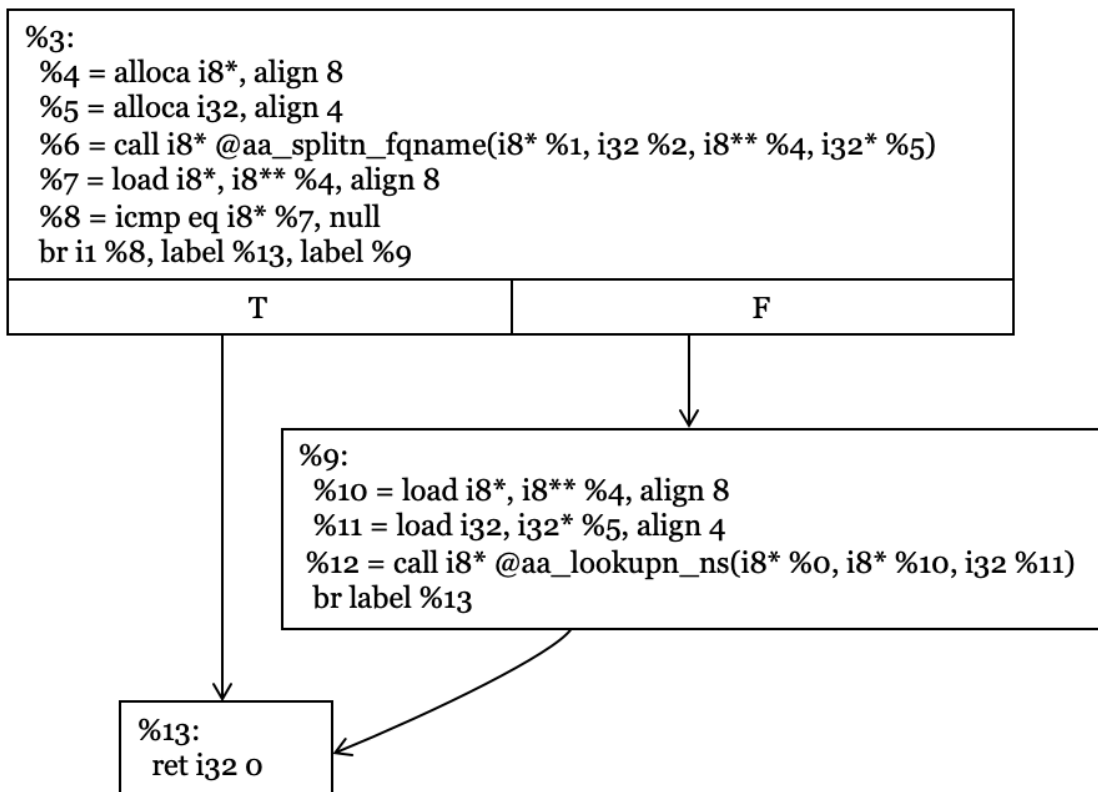 %3:
%4 = alloca i8*, align 8
%5 = alloca i32, align 4
%6 = call i8* @aa_splitn_fqname(i8* %1, i32 %2, i8** %4, i32* %5)
%7 = load i8*, i8** %4, align 8
%8 = icmp eq i8* %7, null
br i1 %8, label %13, label %9
T F
%9:
%10 = load i8*, i8** %4, align 8
%11 = load i32, i32* %5, align 4
%12 = call i8* @aa_lookupn_ns(i8* %0, i8* %10, i32 %11)
br label %13
%13:
ret i32 0